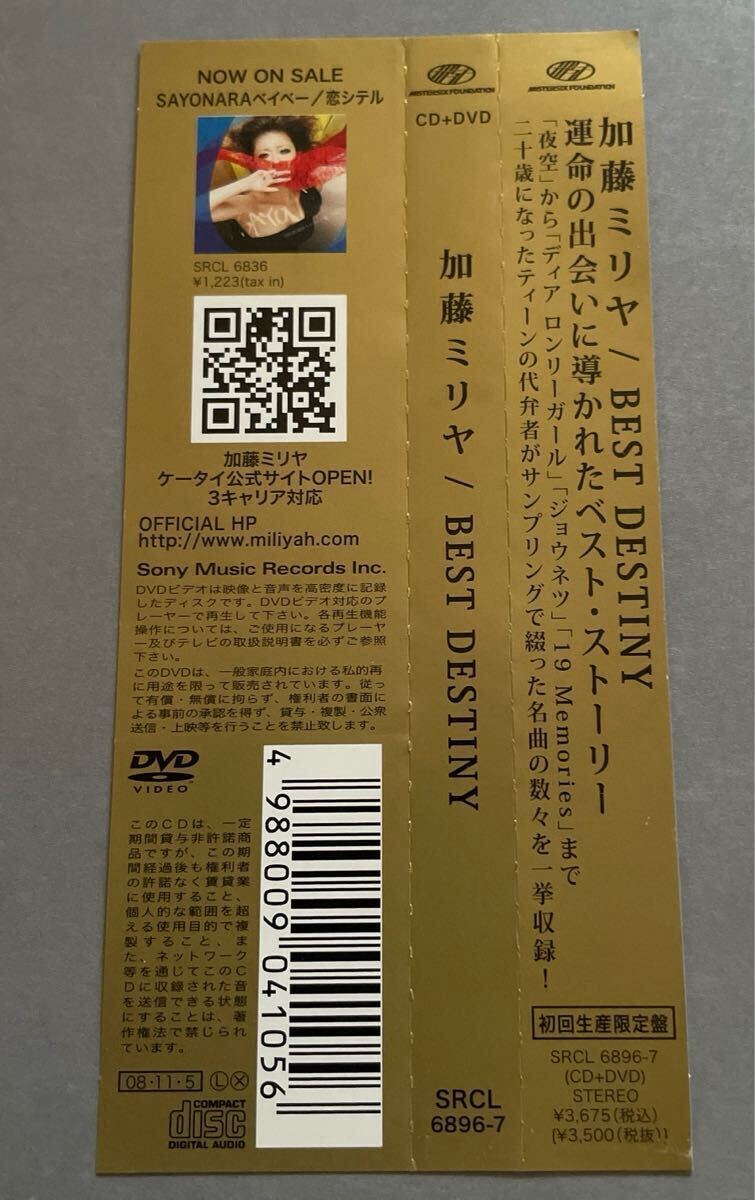 NOW ON SALE
SAYONARAベイベー/恋シテル
SRCL 6836
¥1,223(tax in)
加藤ミリヤ
ケータイ公式サイトOPEN!
3キャリア対応
OFFICIAL HP
http://www.miliyah.com
Sony Music Records Inc.
DVDビデオは映像と音声を高密度に記録
したディスクです。DVDビデオ対応のプレ
ーヤーで再生して下さい。各再生機能
操作については、ご使用になるプレーヤ
ー及びテレビの取扱説明書を必ずご参照
下さい。
このDVDは、一般家庭内における私的再
に用途を限って販売されています。従っ
て有償・無償に拘らず、権利者の書面に
よる事前の承認を得ず、貸与・複製・公衆
送信・上映等を行うことを禁止致します。
DVD
VIDEO
このCDは、一定
期間貸与非許諾商
品ですが、この期
間経過後も権利者
の許諾なく賃貸業
に使用すること、
個人的な範囲を超
える使用目的で複
製すること、ま
た、ネットワーク
等を通じてこのC
Dに収録された音
を送信できる状態
にすることは、著
作権法で禁じられ
ています。
08・11・5 Ⓛ Ⓧ
COMPACT
disc
DIGITAL AUDIO
4 988009 041056
MISTERSIX FOUNDATION
CD+DVD
加藤ミリヤ / BEST DESTINY
SRCL
6896-7
MISTERSIX FOUNDATION
加藤ミリヤ / BEST DESTINY
運命の出会いに導かれたベスト・ストーリー
「夜空」から「ディア ロンリーガール」「ジョウネツ」「19 Memories」まで
二十歳になったティーンの代弁者がサンプリングで綴った名曲の数々を一挙収録!
初回生産限定盤
SRCL 6896-7
(CD+DVD)
STEREO
¥3,675(税込)
(¥3,500(税抜))